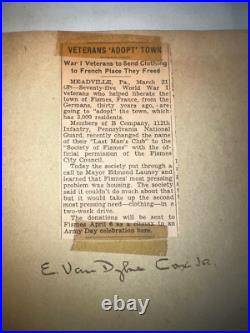 VETERANS 'ADOPT' TOWN
War I Veterans to Send Clothing
to French Place They Freed
MEADVILLE, Pa., March 21
(UP)—Seventy-five World War I
veterans who helped liberate the
town of Fismes, France, from the
Germans, thirty years ago, are
going to "adopt" the town, which
has 3,000 residents.
Members of B Company, 112th
Infantry, Pennsylvania National
Guard, recently changed the name
of their "Last Man's Club" to the
"Society of Fismes" with the of-
ficial permission of the Fismes
City Council.
Today the society put through a
call to Mayor Edmond Launey and
learned that Fismes' most pressing
problem was housing. The society
said it couldn't do much about that
but it would take up the second
most pressing need—clothing—in a
two-week drive.
The donations will be sent to
Fismes April 6 as a climax to an
Army Day celebration here.
E. Van Dyke Cox Jr.